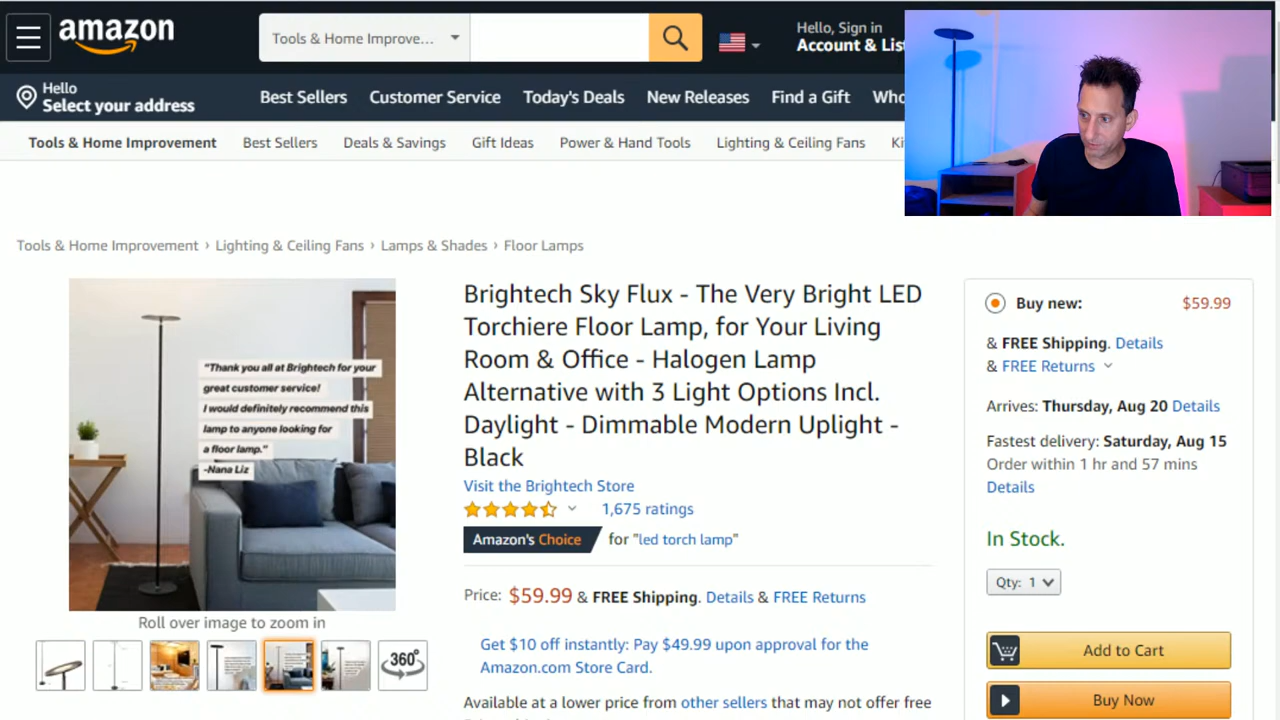 amazon
Tools & Home Improve...
Hello, Sign in
Account & Lis
Hello
Select your address
Best Sellers
Customer Service
Today's Deals
New Releases
Find a Gift
Who
Tools & Home Improvement
Best Sellers
Deals & Savings
Gift Ideas
Power & Hand Tools
Lighting & Ceiling Fans
Ki
Tools & Home Improvement › Lighting & Ceiling Fans › Lamps & Shades › Floor Lamps
"Thank you all at Brightech for your
great customer service!
I would definitely recommend this
lamp to anyone looking for
a floor lamp."
-Nana Liz
Roll over image to zoom in
360°
Brightech Sky Flux - The Very Bright LED
Torchiere Floor Lamp, for Your Living
Room & Office - Halogen Lamp
Alternative with 3 Light Options Incl.
Daylight - Dimmable Modern Uplight -
Black
Visit the Brightech Store
1,675 ratings
Amazon's Choice for "led torch lamp"
Price: $59.99 & FREE Shipping. Details & FREE Returns
Get $10 off instantly: Pay $49.99 upon approval for the
Amazon.com Store Card.
Available at a lower price from other sellers that may not offer free
Buy new: $59.99
& FREE Shipping. Details
& FREE Returns
Arrives: Thursday, Aug 20 Details
Fastest delivery: Saturday, Aug 15
Order within 1 hr and 57 mins
Details
In Stock.
Qty: 1
Add to Cart
Buy Now